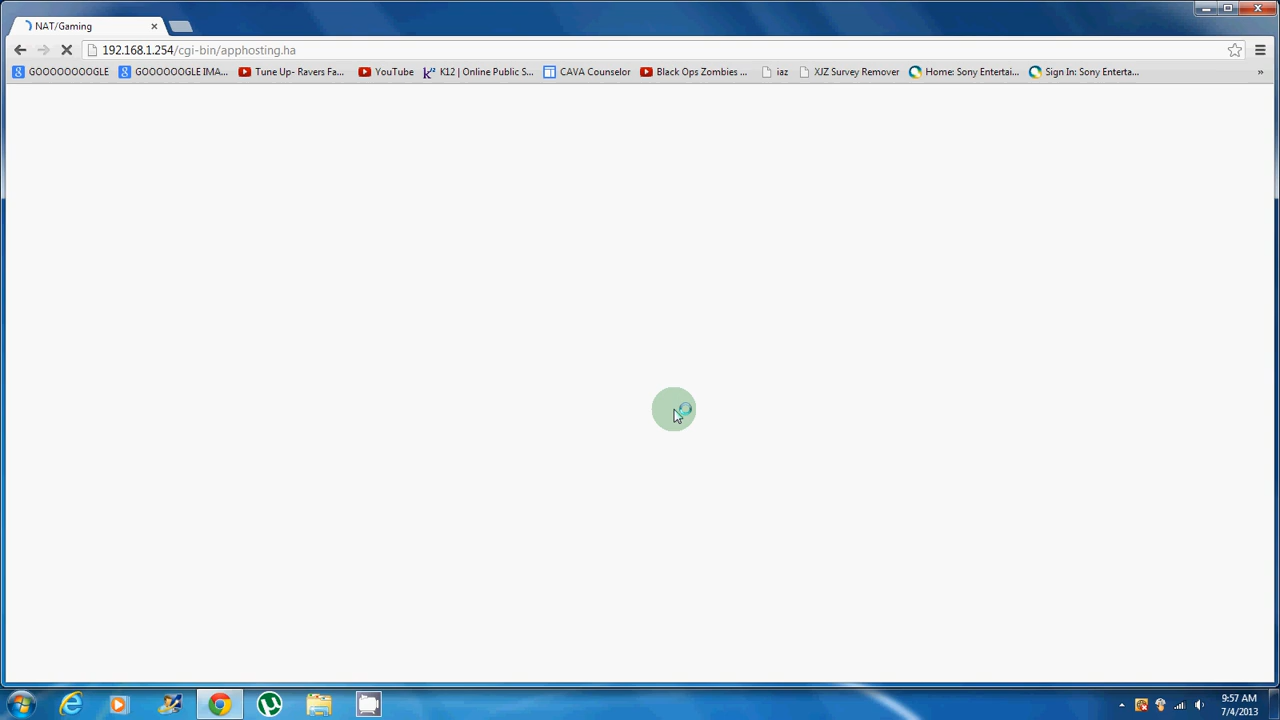 NAT/Gaming
192.168.1.254/cgi-bin/apphosting.ha
GOOOOOOOOGLE
GOOOOOOGLE IMA...
Tune Up- Ravers Fa...
YouTube
K12 | Online Public S...
CAVA Counselor
Black Ops Zombies ...
iaz
XJZ Survey Remover
Home: Sony Entertai...
Sign In: Sony Enterta...
»
9:57 AM
7/4/2013